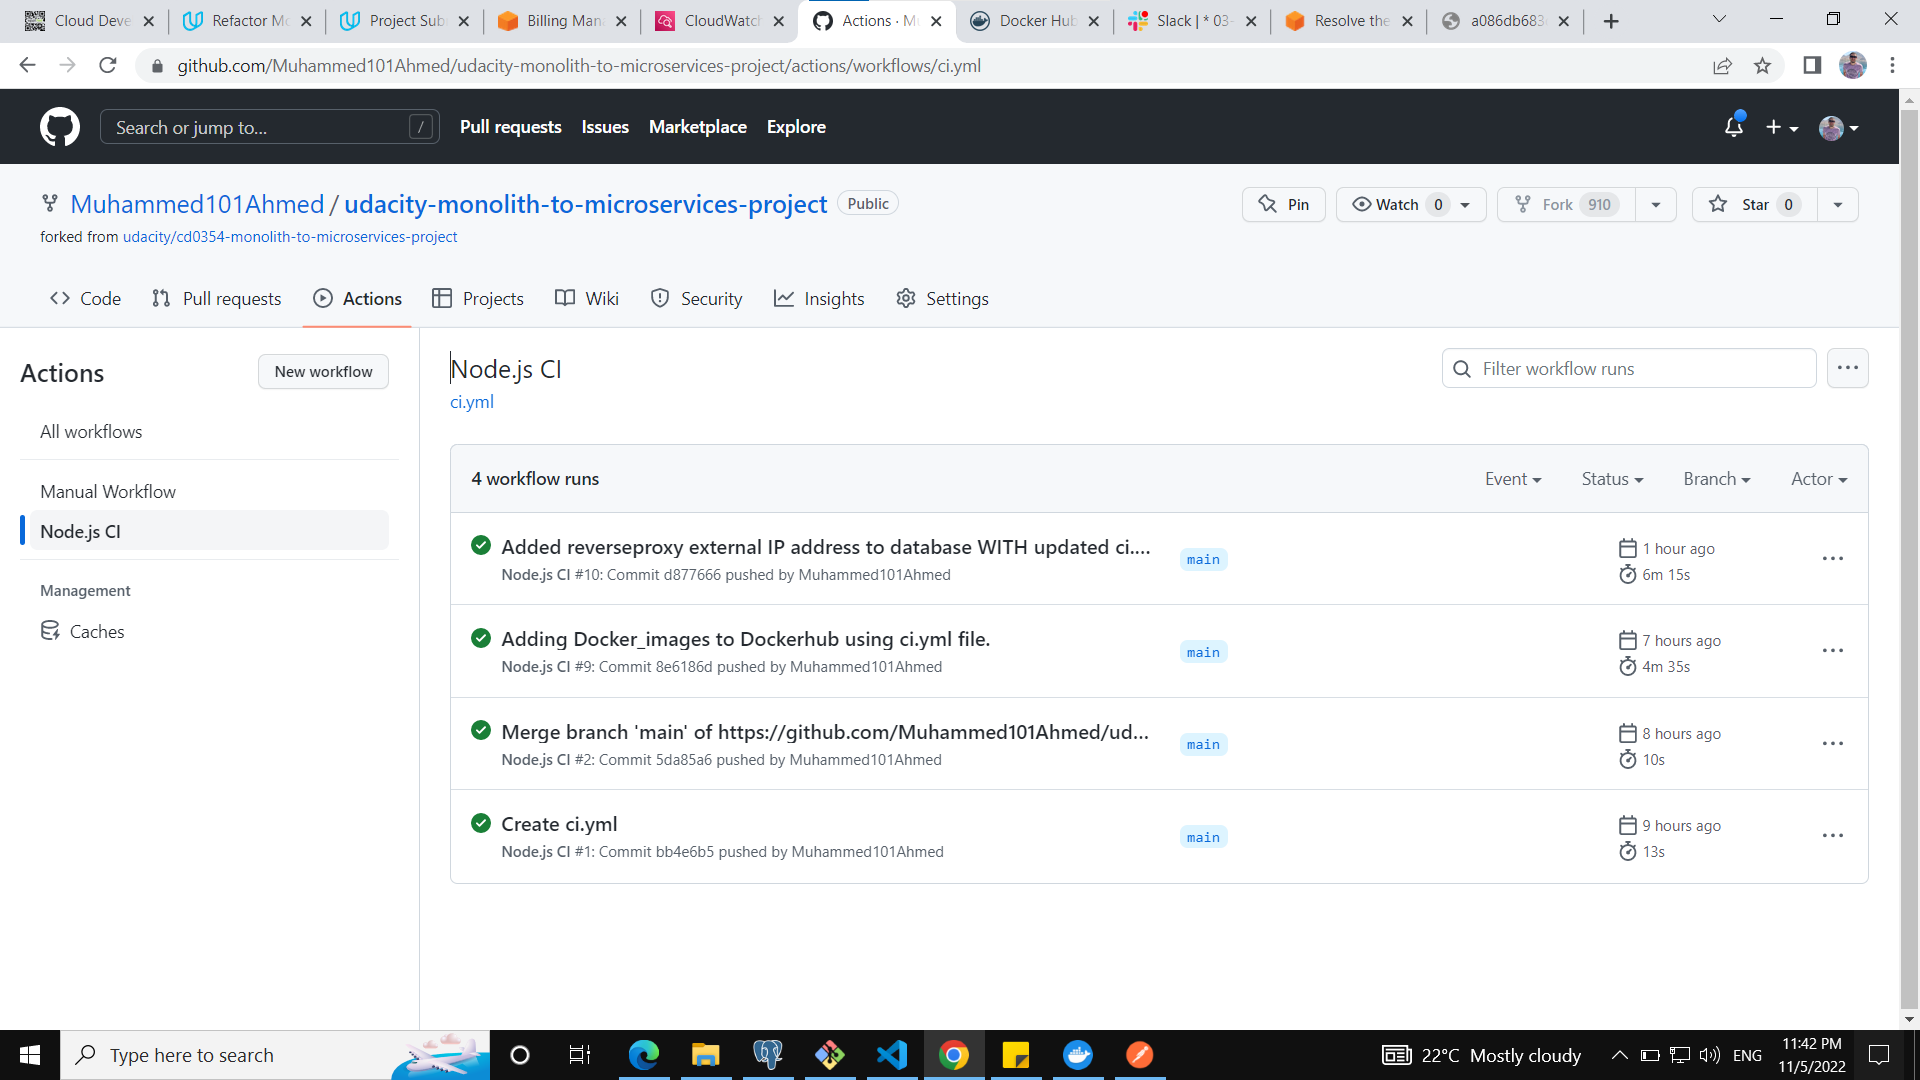 Cloud Deve
Refactor Mo
Project Sub
Billing Man
CloudWatch
Actions · Mu
Docker Hub
Slack | * 03-
Resolve the
a086db683
github.com/Muhammed101Ahmed/udacity-monolith-to-microservices-project/actions/workflows/ci.yml
Search or jump to... /
Pull requests Issues Marketplace Explore
Muhammed101Ahmed / udacity-monolith-to-microservices-project Public
Pin Watch 0 Fork 910 Star 0
forked from udacity/cd0354-monolith-to-microservices-project
Code Pull requests Actions Projects Wiki Security Insights Settings
Actions New workflow
All workflows
Manual Workflow
Node.js CI
Management
Caches
Node.js CI
ci.yml
Filter workflow runs
4 workflow runs Event Status Branch Actor
Added reverseproxy external IP address to database WITH updated ci....
Node.js CI #10: Commit d877666 pushed by Muhammed101Ahmed
main
1 hour ago
6m 15s
Adding Docker_images to Dockerhub using ci.yml file.
Node.js CI #9: Commit 8e6186d pushed by Muhammed101Ahmed
main
7 hours ago
4m 35s
Merge branch 'main' of https://github.com/Muhammed101Ahmed/ud...
Node.js CI #2: Commit 5da85a6 pushed by Muhammed101Ahmed
main
8 hours ago
10s
Create ci.yml
Node.js CI #1: Commit bb4e6b5 pushed by Muhammed101Ahmed
main
9 hours ago
13s
Type here to search
22°C Mostly cloudy
ENG
11:42 PM
11/5/2022